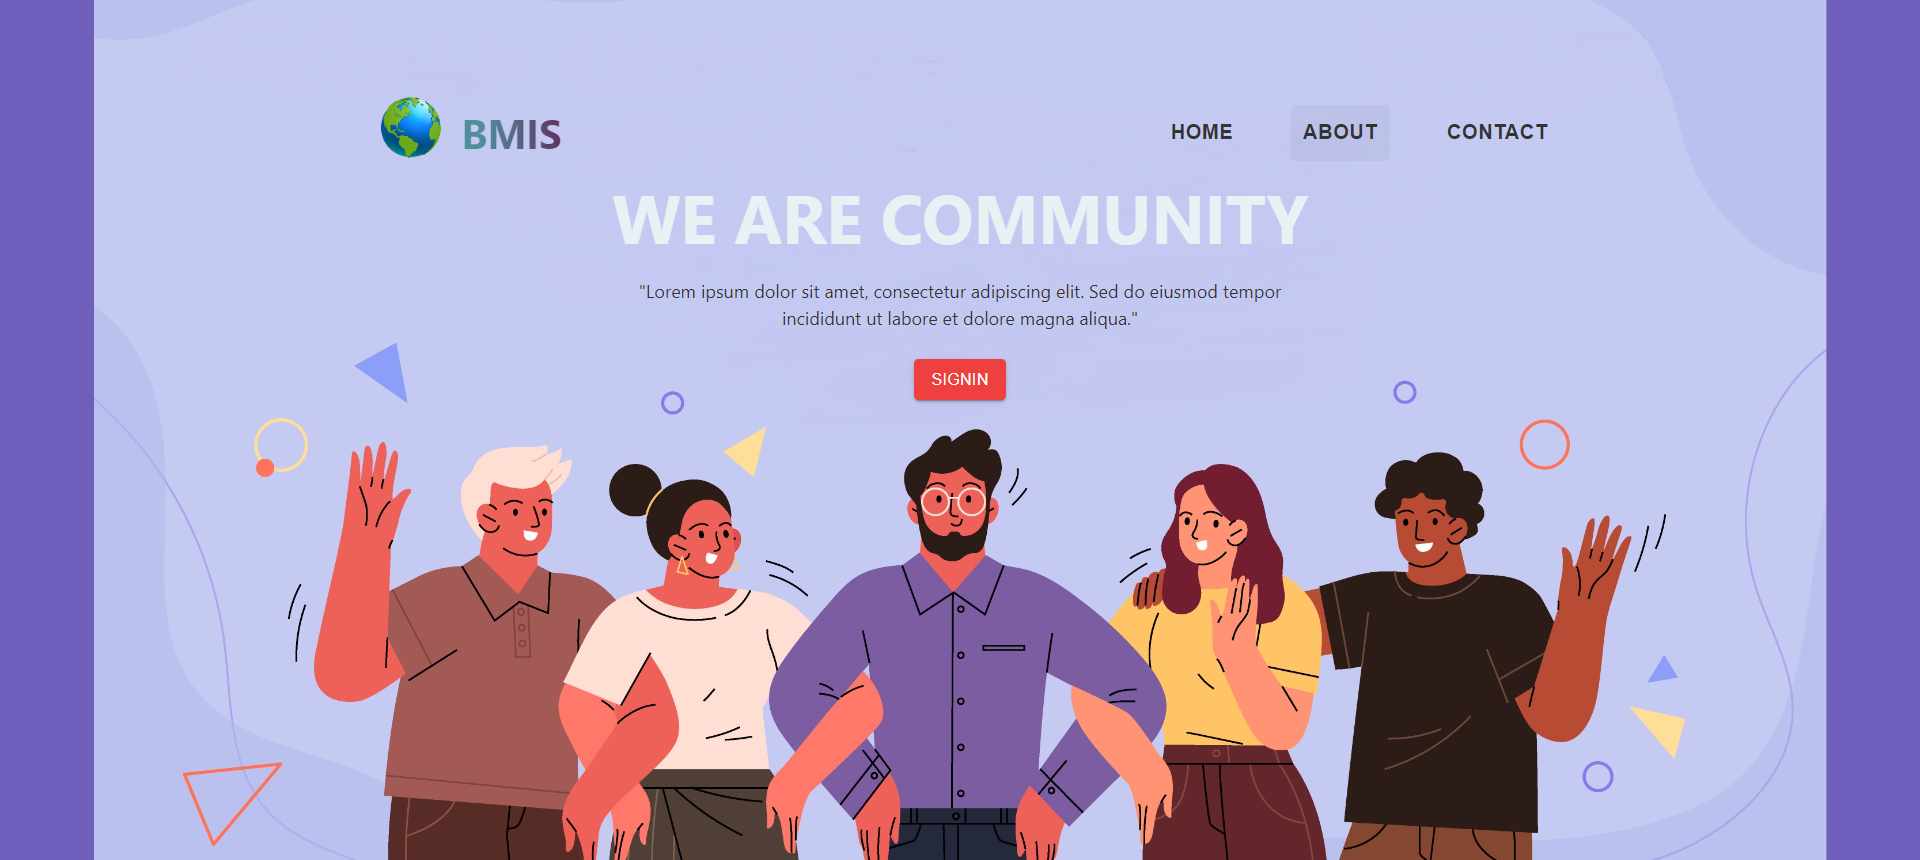 BMIS
HOME
ABOUT
CONTACT
WE ARE COMMUNITY
"Lorem ipsum dolor sit amet, consectetur adipiscing elit. Sed do eiusmod tempor
incididunt ut labore et dolore magna aliqua."
SIGNIN